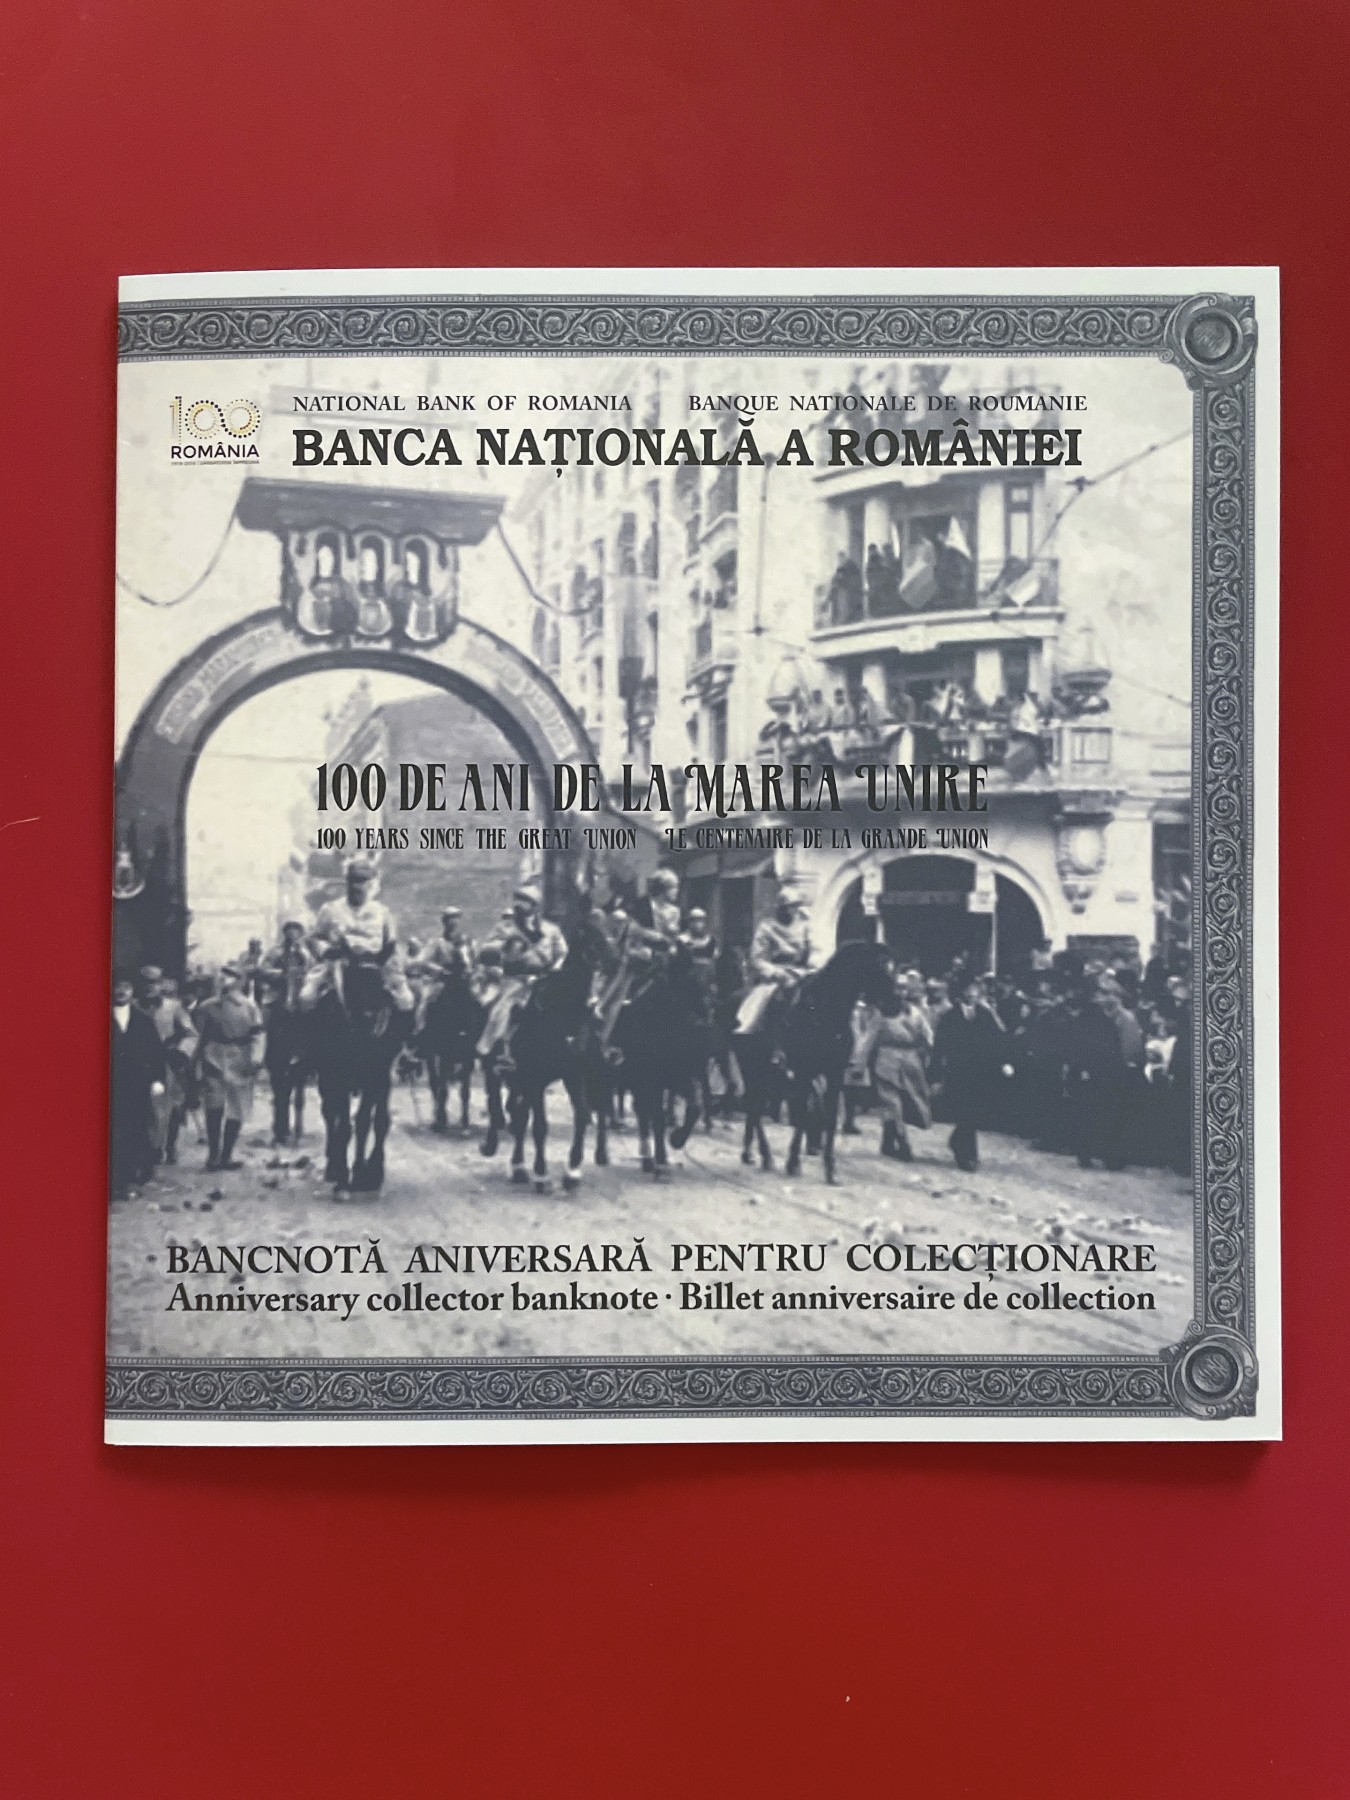 NATIONAL BANK OF ROMANIA BANQUE NATIONALE DE ROUMANIE
100
ROMÂNIA
BANCA NAȚIONALĂ A ROMÂNIEI
100 DE ANI DE LA MAREA UNIRE
100 YEARS SINCE THE GREAT UNION LE CENTENAIRE DE LA GRANDE UNION
BANCNOTĂ ANIVERSARĂ PENTRU COLECȚIONARE
Anniversary collector banknote · Billet anniversaire de collection